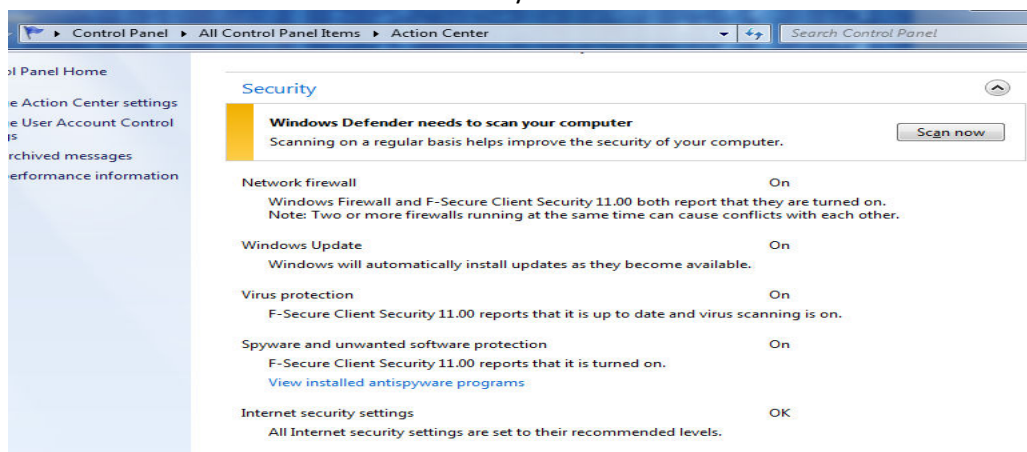 Control Panel ▸ All Control Panel Items ▸ Action Center
Search Control Panel
ol Panel Home
e Action Center settings
e User Account Control
gs
rchived messages
erformance information
Security
Windows Defender needs to scan your computer
Scanning on a regular basis helps improve the security of your computer.
Scan now
Network firewall On
Windows Firewall and F-Secure Client Security 11.00 both report that they are turned on.
Note: Two or more firewalls running at the same time can cause conflicts with each other.
Windows Update On
Windows will automatically install updates as they become available.
Virus protection On
F-Secure Client Security 11.00 reports that it is up to date and virus scanning is on.
Spyware and unwanted software protection On
F-Secure Client Security 11.00 reports that it is turned on.
View installed antispyware programs
Internet security settings OK
All Internet security settings are set to their recommended levels.